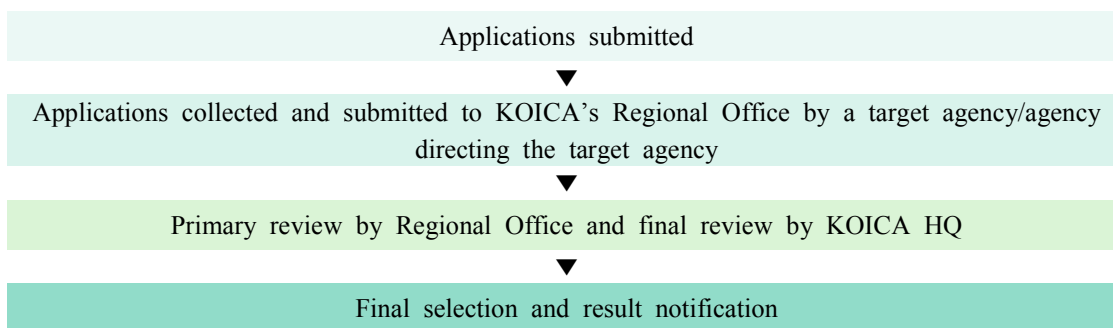 Applications submitted
▼
Applications collected and submitted to KOICA's Regional Office by a target agency/agency
directing the target agency
▼
Primary review by Regional Office and final review by KOICA HQ
▼
Final selection and result notification